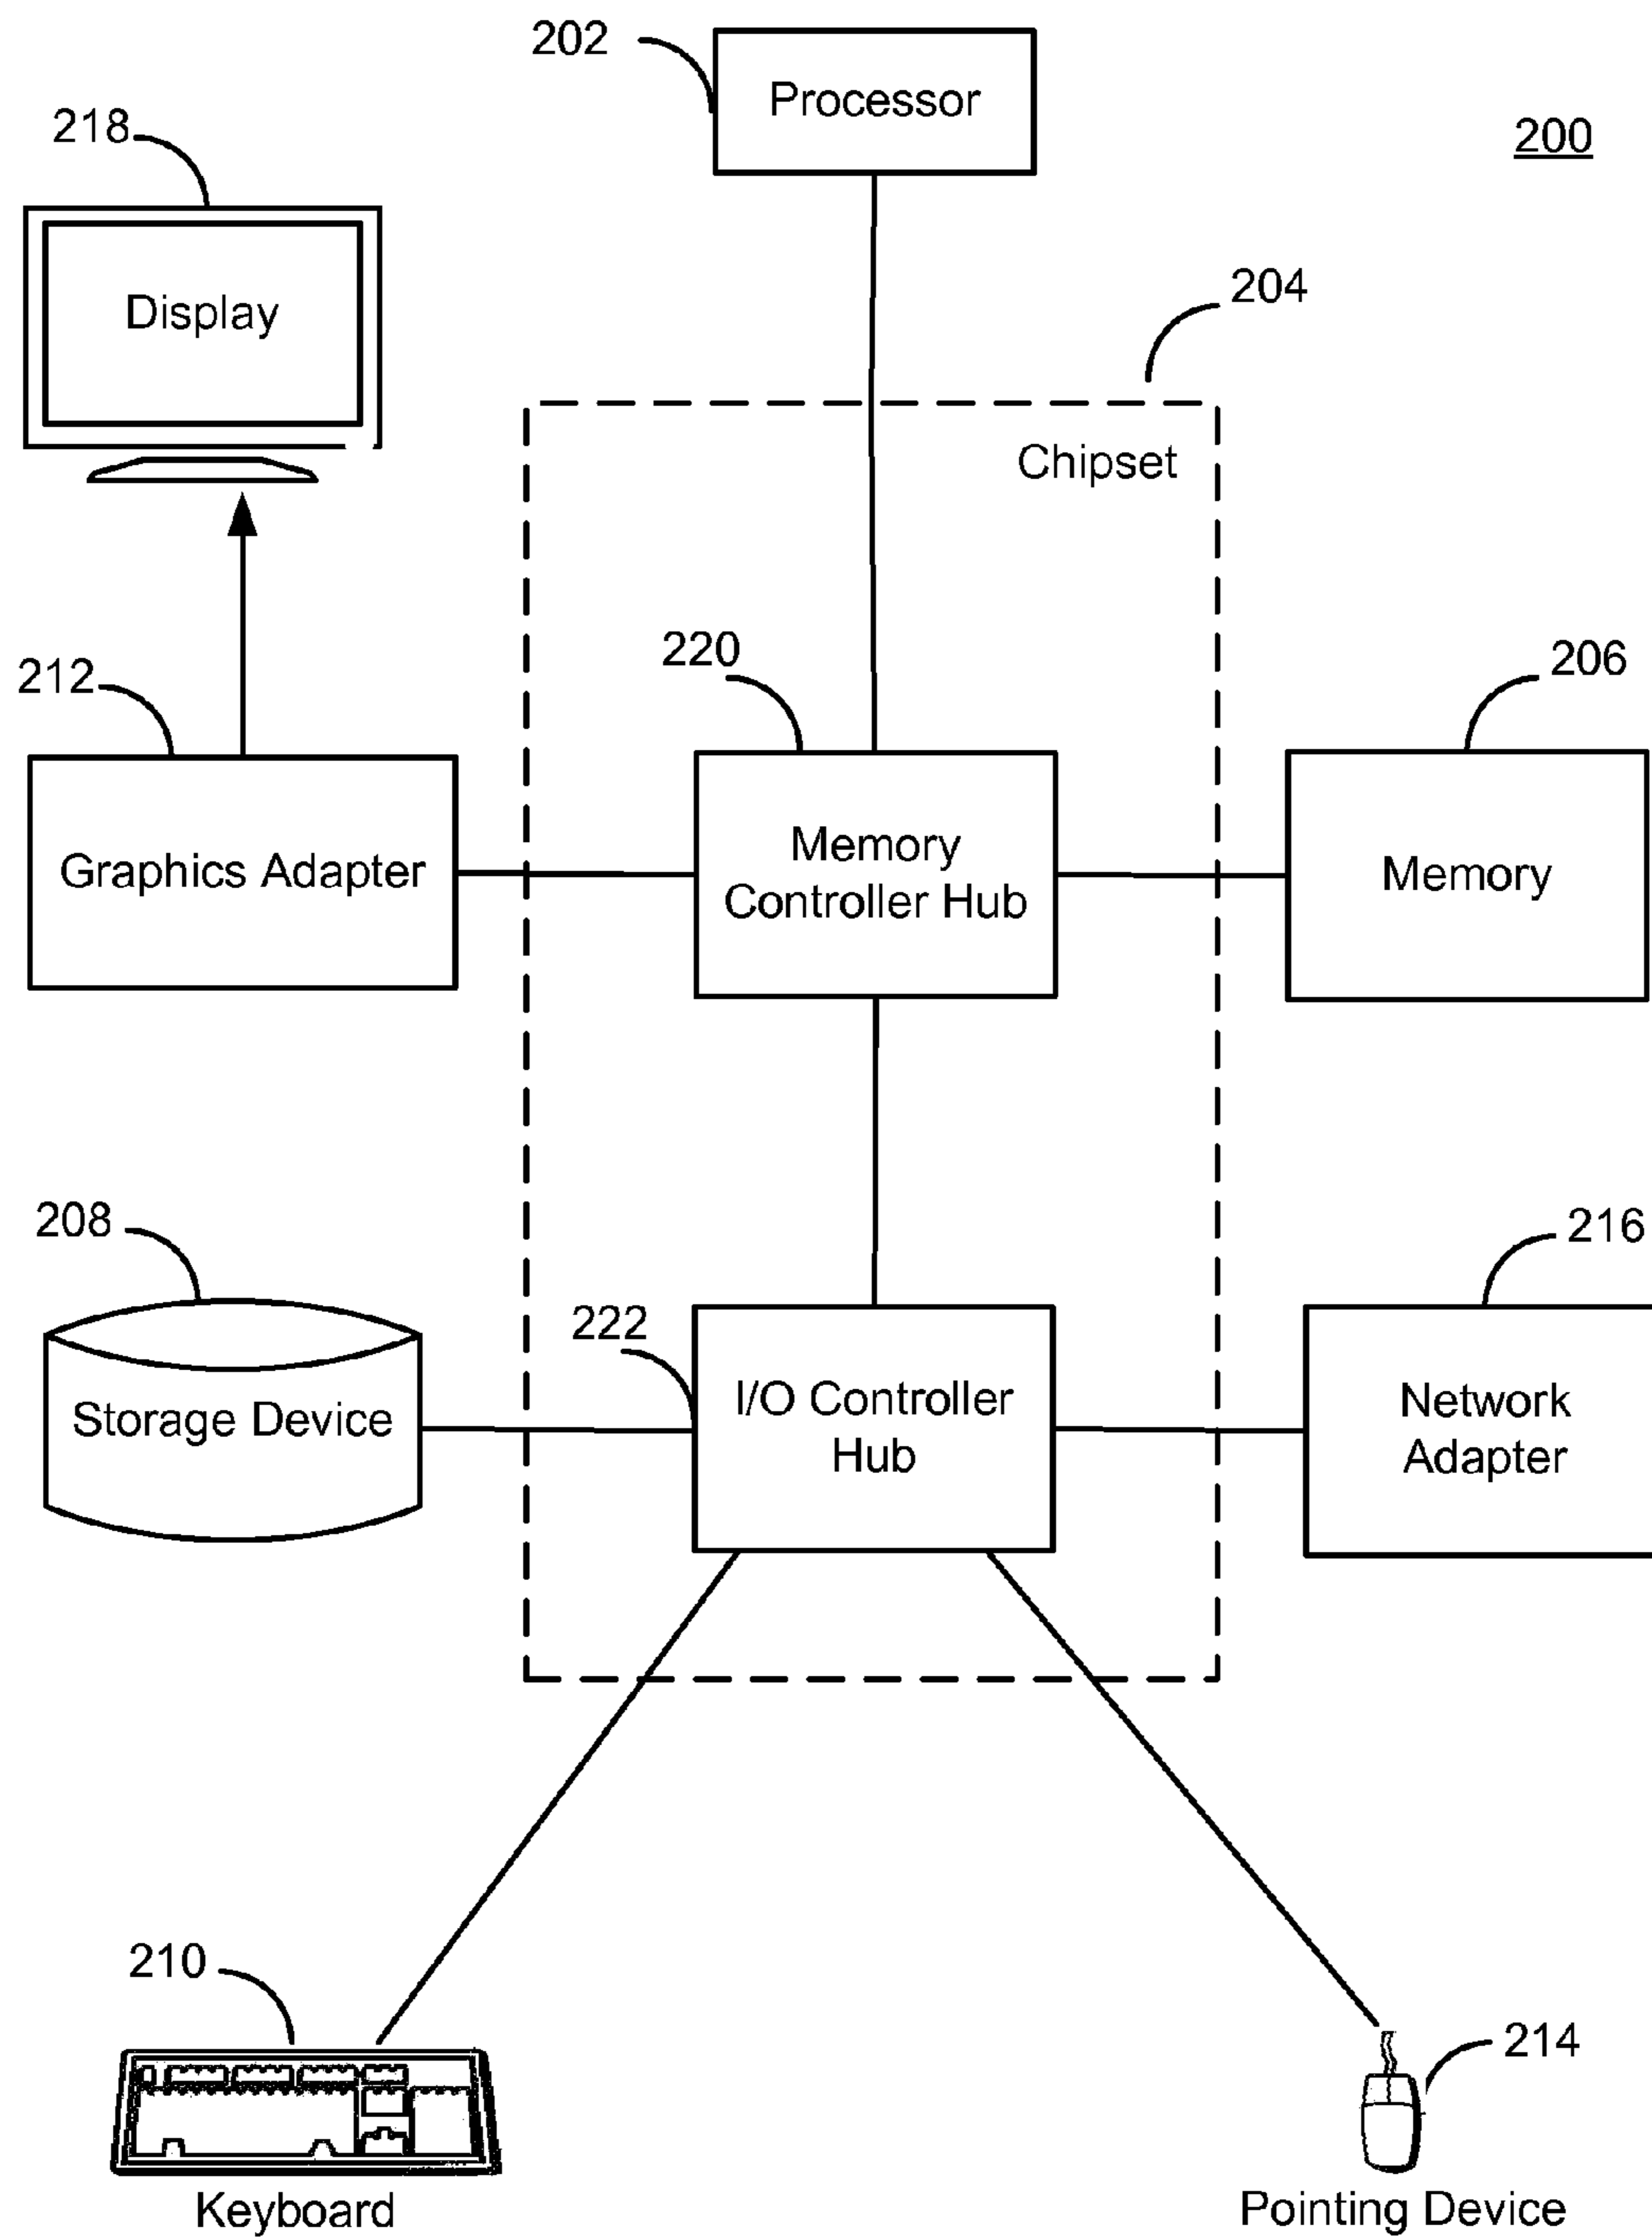 202
Processor
200
218
Display
204
Chipset
212
220
206
Graphics Adapter
Memory
Controller Hub
Memory
208
222
216
Storage Device
I/O Controller
Hub
Network
Adapter
210
214
Keyboard
Pointing Device